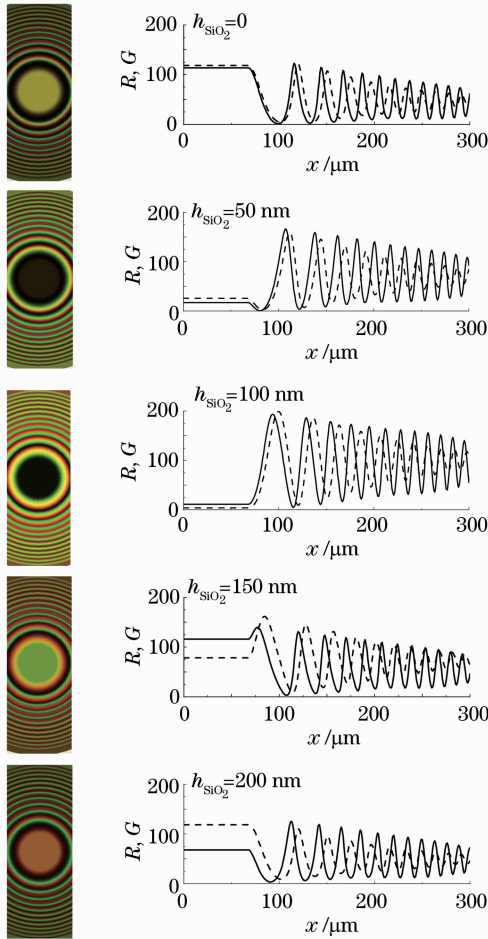 h_SiO₂=0
200
100
0
R, G
100 200 300
x /μm
h_SiO₂=50 nm
200
100
0
R, G
0 100 200 300
x /μm
h_SiO₂=100 nm
200
100
0
R, G
0 100 200 300
x /μm
h_SiO₂=150 nm
200
100
0
R, G
0 100 200 300
x /μm
h_SiO₂=200 nm
200
100
0
R, G
0 100 200 300
x /μm